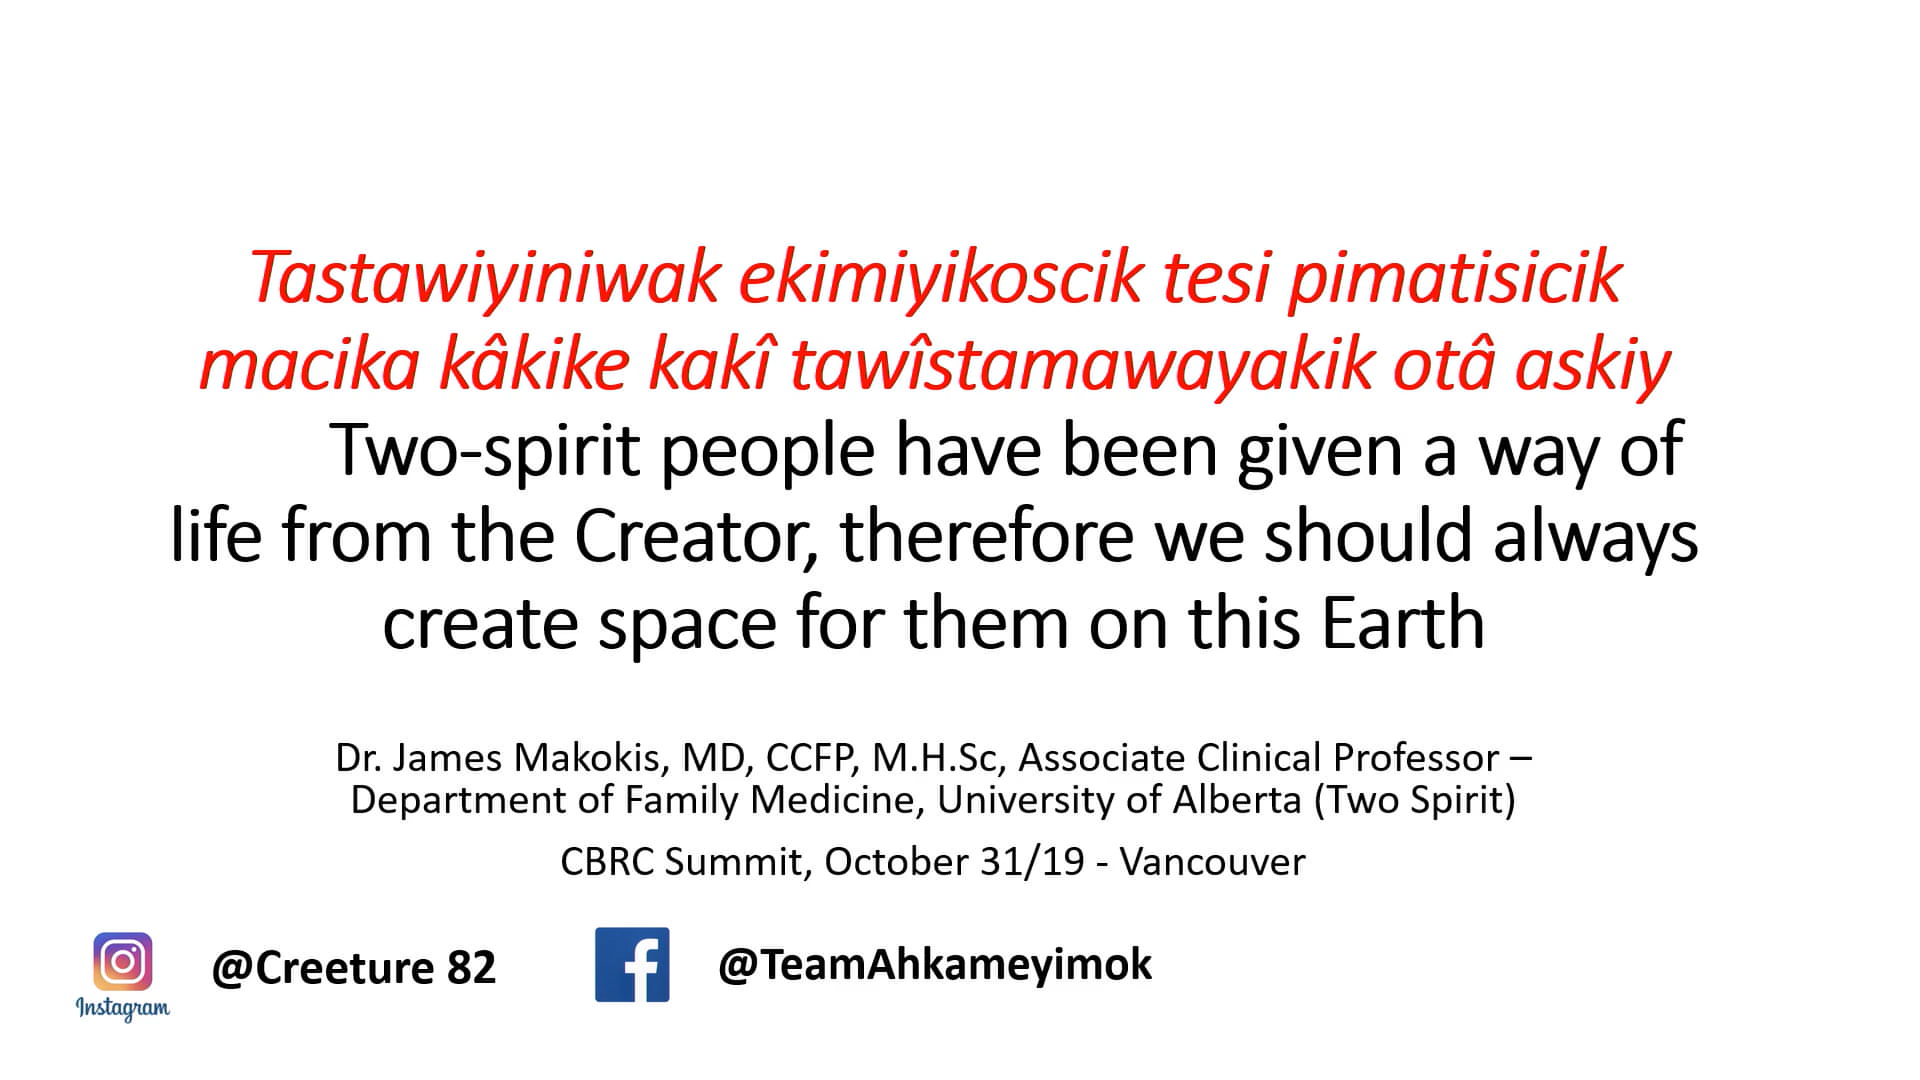 Tastawiyiniwak ekimiyikoscik tesi pimatisicik
macika kâkike kakî tawîstamawayakik otâ askiy
Two-spirit people have been given a way of
life from the Creator, therefore we should always
create space for them on this Earth
Dr. James Makokis, MD, CCFP, M.H.Sc, Associate Clinical Professor –
Department of Family Medicine, University of Alberta (Two Spirit)
CBRC Summit, October 31/19 - Vancouver
@Creeture 82
@TeamAhkameyimok
Instagram